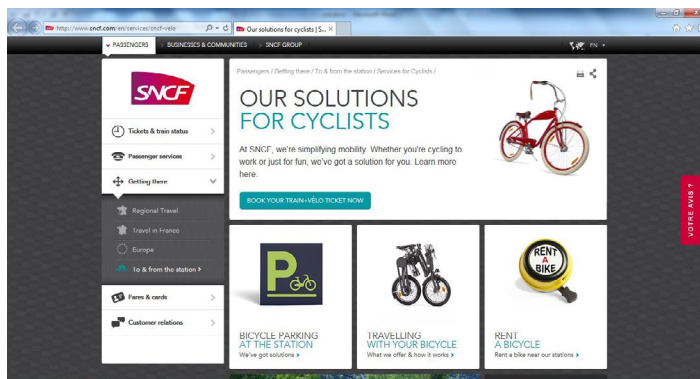 http://www.sncf.com/en/services/sncf-velo
Our solutions for cyclists | S...
PASSENGERS
BUSINESSES & COMMUNITIES
SNCF GROUP
EN
SNCF
Passengers / Getting there / To & from the station / Services for Cyclists /
OUR SOLUTIONS
FOR CYCLISTS
At SNCF, we're simplifying mobility. Whether you're cycling to
work or just for fun, we've got a solution for you. Learn more
here.
BOOK YOUR TRAIN+VÉLO TICKET NOW
Tickets & train status
Passenger services
Getting there
Regional Travel
Travel in France
Europe
To & from the station
Fares & cards
Customer relations
VOTRE AVIS ?
P
BICYCLE PARKING
AT THE STATION
We've got solutions
TRAVELLING
WITH YOUR BICYCLE
What we offer & how it works
RENT
A
BIKE
RENT
A BICYCLE
Rent a bike near our stations